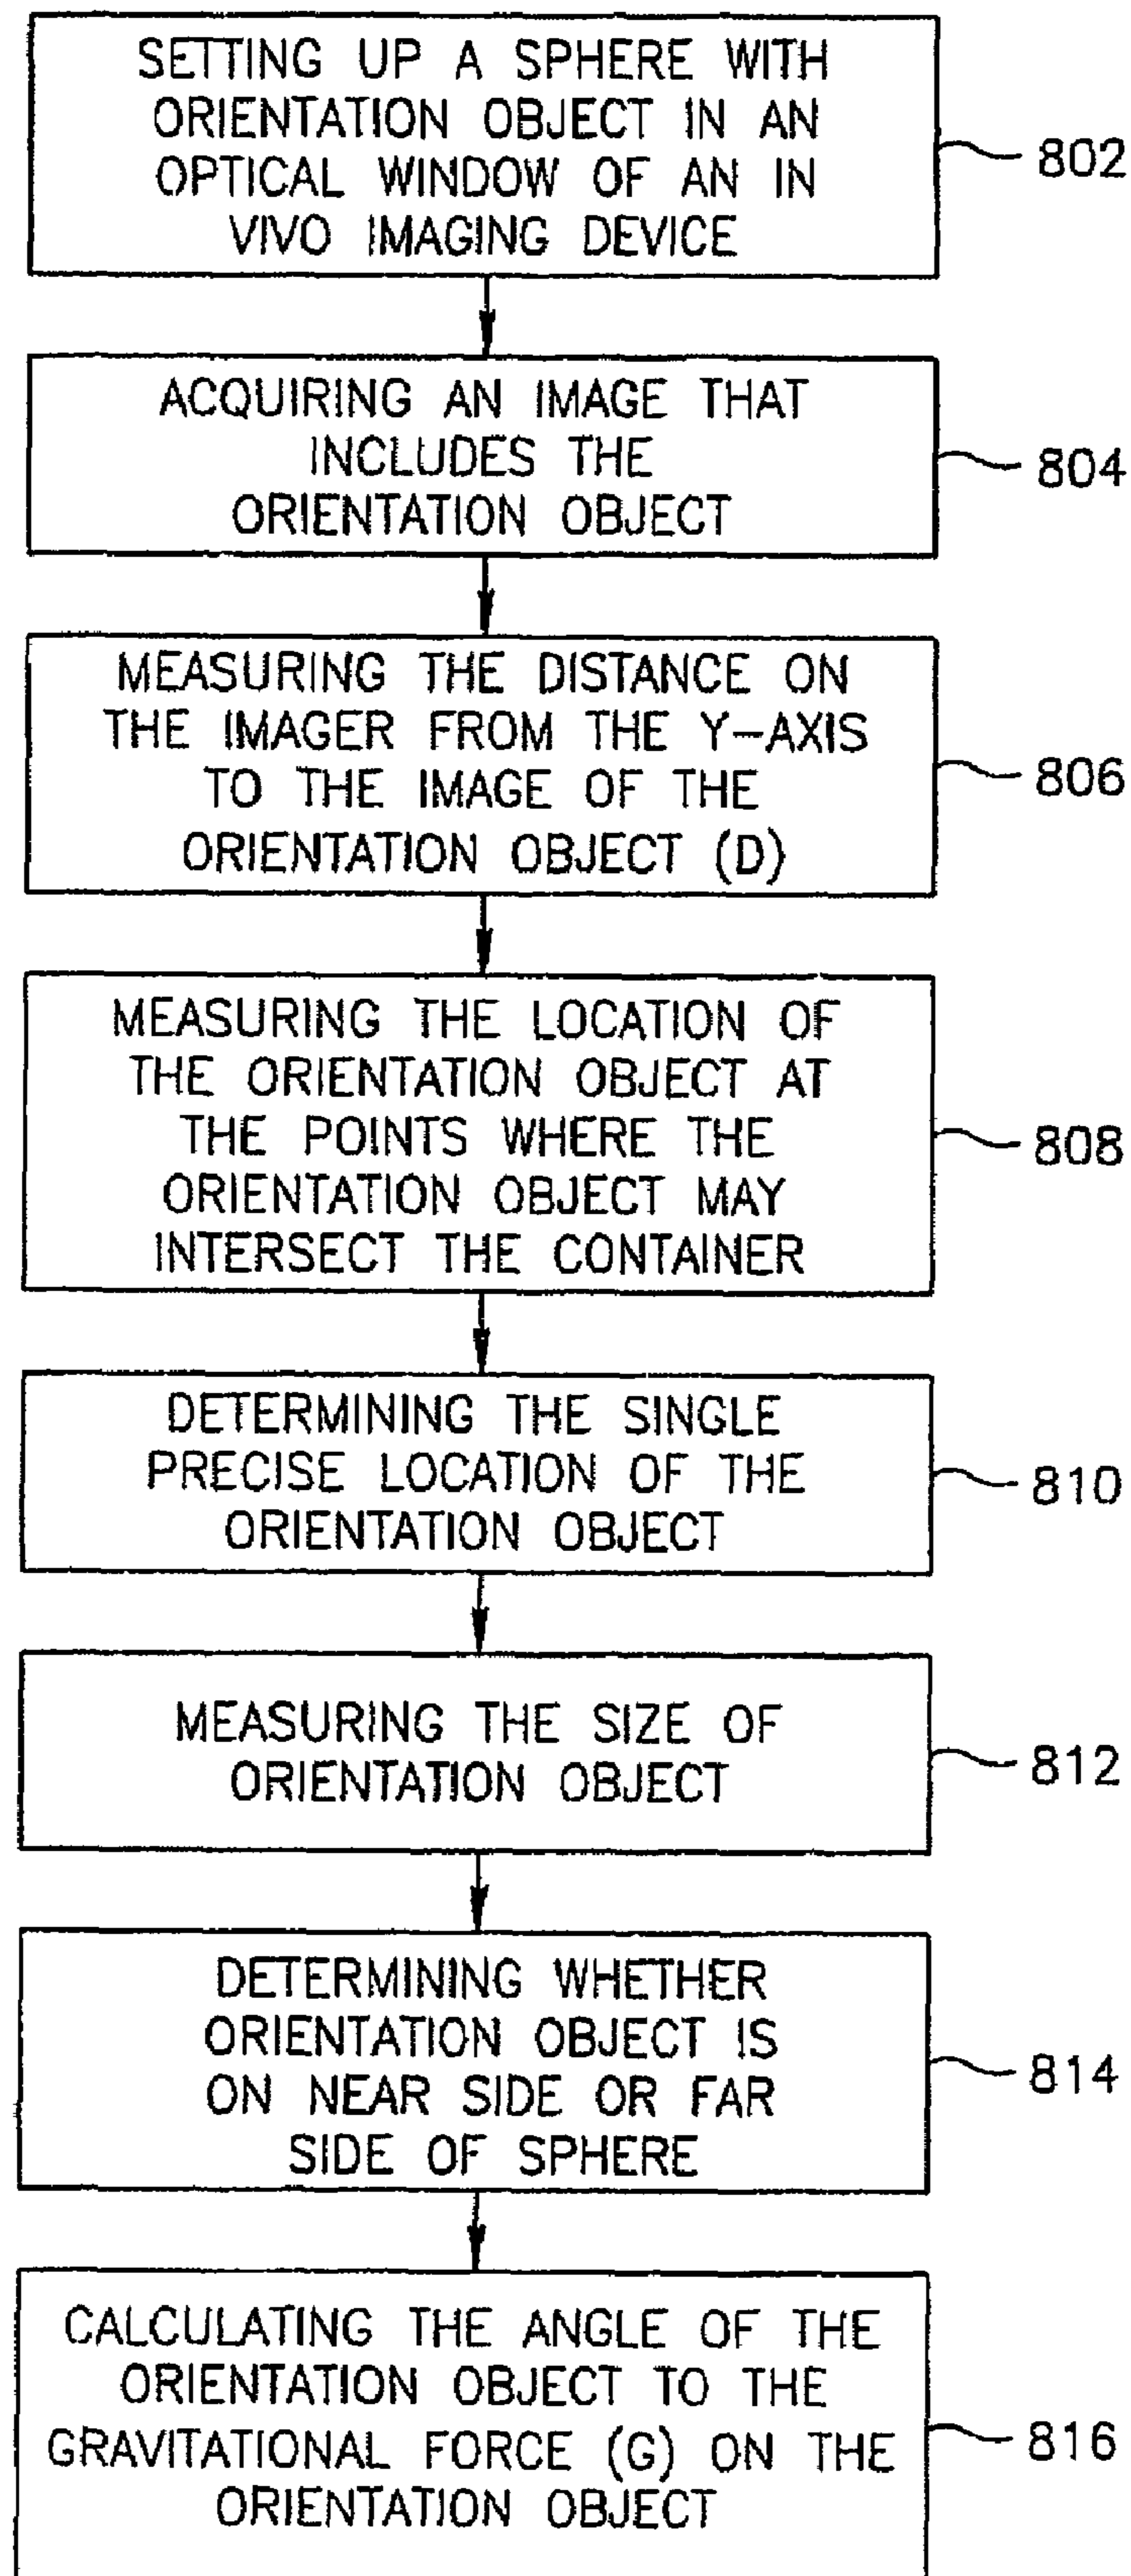 SETTING UP A SPHERE WITH
ORIENTATION OBJECT IN AN
OPTICAL WINDOW OF AN IN
VIVO IMAGING DEVICE
802
ACQUIRING AN IMAGE THAT
INCLUDES THE
ORIENTATION OBJECT
804
MEASURING THE DISTANCE ON
THE IMAGER FROM THE Y-AXIS
TO THE IMAGE OF THE
ORIENTATION OBJECT (D)
806
MEASURING THE LOCATION OF
THE ORIENTATION OBJECT AT
THE POINTS WHERE THE
ORIENTATION OBJECT MAY
INTERSECT THE CONTAINER
808
DETERMINING THE SINGLE
PRECISE LOCATION OF THE
ORIENTATION OBJECT
810
MEASURING THE SIZE OF
ORIENTATION OBJECT
812
DETERMINING WHETHER
ORIENTATION OBJECT IS
ON NEAR SIDE OR FAR
SIDE OF SPHERE
814
CALCULATING THE ANGLE OF THE
ORIENTATION OBJECT TO THE
GRAVITATIONAL FORCE (G) ON THE
ORIENTATION OBJECT
816